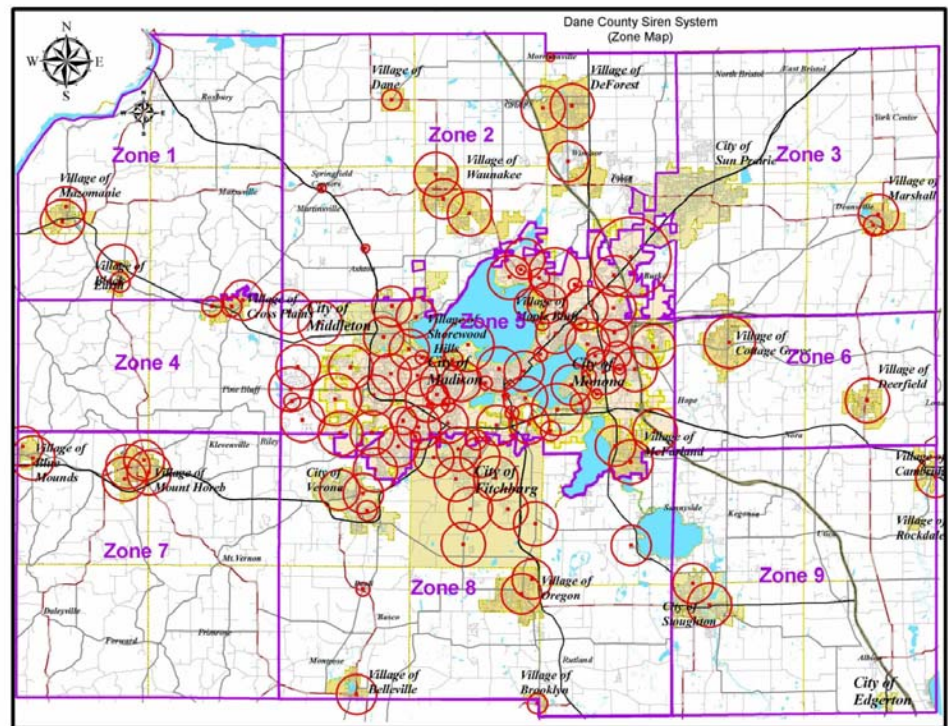 Dane County Siren System
(Zone Map)
N
W
E
S
Morrisonville
Village of
Dane
Village of
DeForest
North Bristol
East Bristol
Roxbury
York Center
Zone 1
Zone 2
Windsor
City of
Sun Prairie
Zone 3
Village of
Waunakee
Token
Creek
Village of
Mazomanie
Marxville
Springfield
Corners
Martinsville
Village of
Marshall
Deansville
Ashton
Burke
Village of
Black
Earth
Village of
Cross Plains
City of
Middleton
Village of
Maple Bluff
Village of
Shorewood
Hills
Zone 5
Zone 4
Village of
Cottage Grove
Zone 6
City of
Madison
City of
Monona
Village of
Deerfield
Pine Bluff
Hope
Nora
Klevenville
Riley
Village of
Blue
Mounds
Village of
Mount Horeb
City of
Verona
City of
Fitchburg
Village of
McFarland
Village of
Sunnyside
Kegonsa
Utica
Village of
Rockdale
Zone 7
Mt. Vernon
Zone 8
Zone 9
Village of
Oregon
Daleyville
Basco
City of
Stoughton
Forward
Primrose
Montrose
Rutland
Albion
Village of
Belleville
Village of
Brooklyn
City of
Edgerton